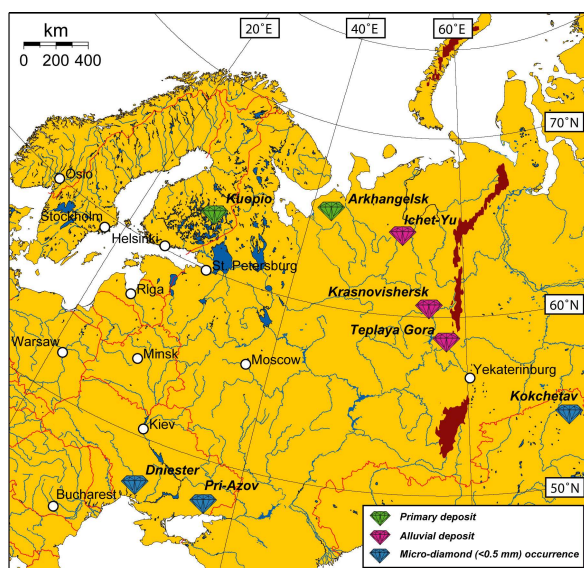 km
0 200 400
20°E
40°E
60°E
70°N
Oslo
Stockholm
Kuopio
Arkhangelsk
Ichet-Yu
Helsinki
St. Petersburg
Riga
Krasnovishersk
60°N
Teplaya Gora
Warsaw
Minsk
Moscow
Yekaterinburg
Kokchetav
Kiev
Dniester
Pri-Azov
50°N
Bucharest
Primary deposit
Alluvial deposit
Micro-diamond (<0.5 mm) occurrence